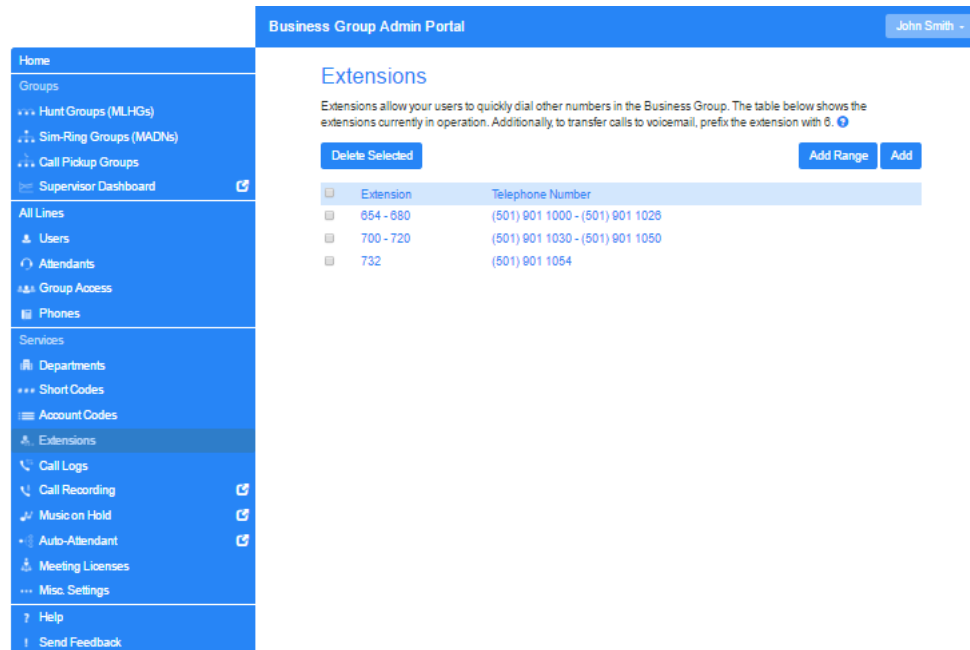 Business Group Admin Portal
John Smith
Home
Groups
Hunt Groups (MLHGs)
Sim-Ring Groups (MADNs)
Call Pickup Groups
Supervisor Dashboard
All Lines
Users
Attendants
Group Access
Phones
Services
Departments
Short Codes
Account Codes
Extensions
Call Logs
Call Recording
Music on Hold
Auto-Attendant
Meeting Licenses
Misc. Settings
? Help
! Send Feedback
Extensions
Extensions allow your users to quickly dial other numbers in the Business Group. The table below shows the
extensions currently in operation. Additionally, to transfer calls to voicemail, prefix the extension with 6. ?
Delete Selected
Add Range
Add
Extension Telephone Number
654 - 680 (501) 901 1000 - (501) 901 1026
700 - 720 (501) 901 1030 - (501) 901 1050
732 (501) 901 1054